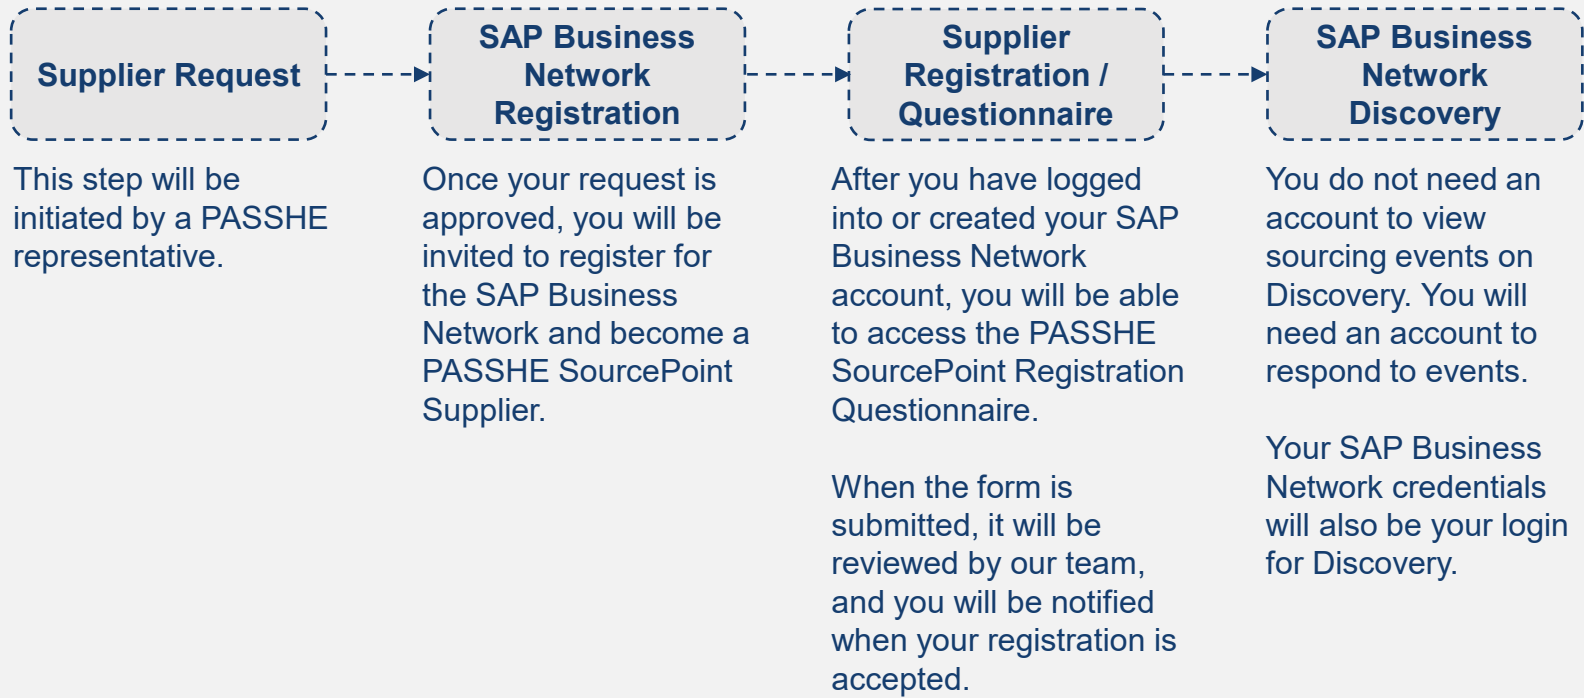 Supplier Request
SAP Business
Network
Registration
Supplier
Registration /
Questionnaire
SAP Business
Network
Discovery
This step will be
initiated by a PASSHE
representative.
Once your request is
approved, you will be
invited to register for
the SAP Business
Network and become a
PASSHE SourcePoint
Supplier.
After you have logged
into or created your SAP
Business Network
account, you will be able
to access the PASSHE
SourcePoint Registration
Questionnaire.
When the form is
submitted, it will be
reviewed by our team,
and you will be notified
when your registration is
accepted.
You do not need an
account to view
sourcing events on
Discovery. You will
need an account to
respond to events.
Your SAP Business
Network credentials
will also be your login
for Discovery.